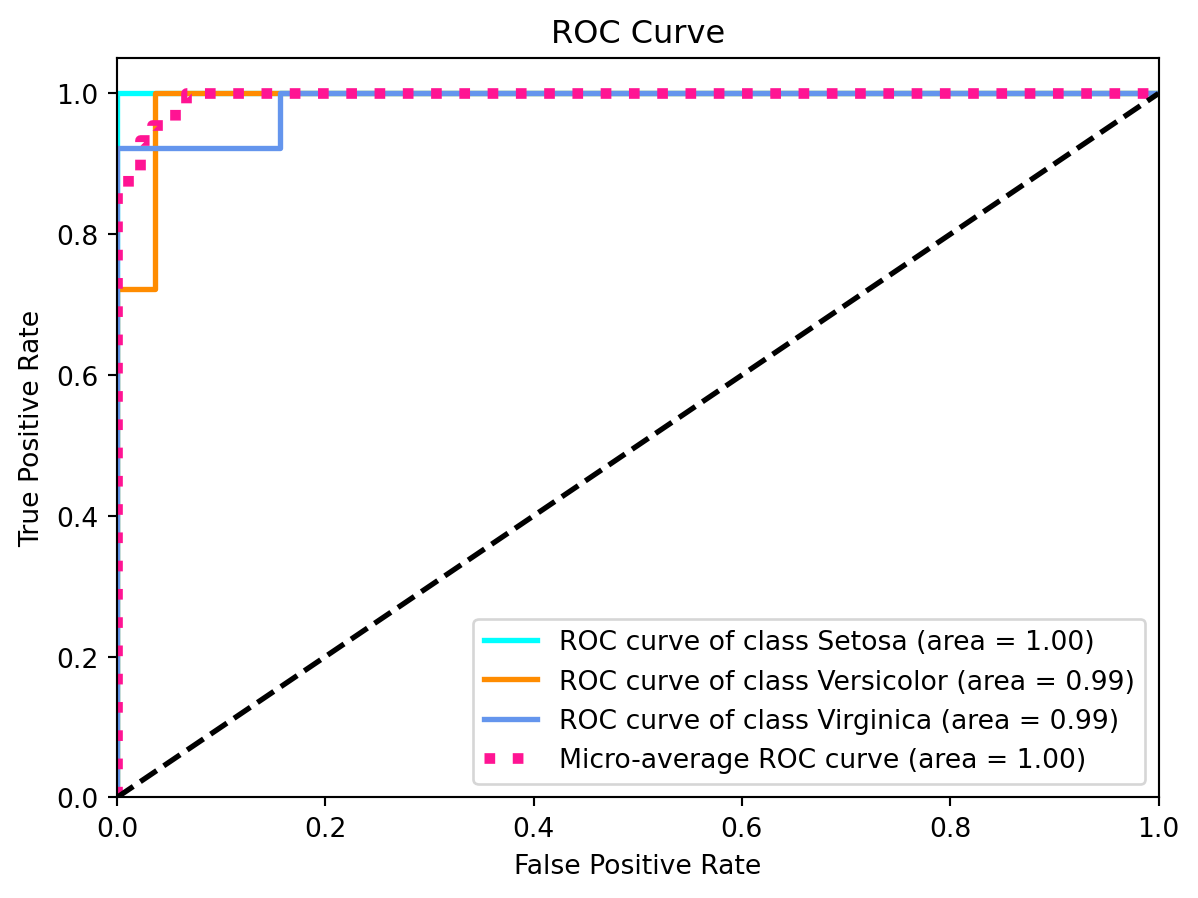 ROC Curve
1.0
0.8
0.6
0.4
0.2
0.0
True Positive Rate
0.0 0.2 0.4 0.6 0.8 1.0
False Positive Rate
ROC curve of class Setosa (area = 1.00)
ROC curve of class Versicolor (area = 0.99)
ROC curve of class Virginica (area = 0.99)
Micro-average ROC curve (area = 1.00)